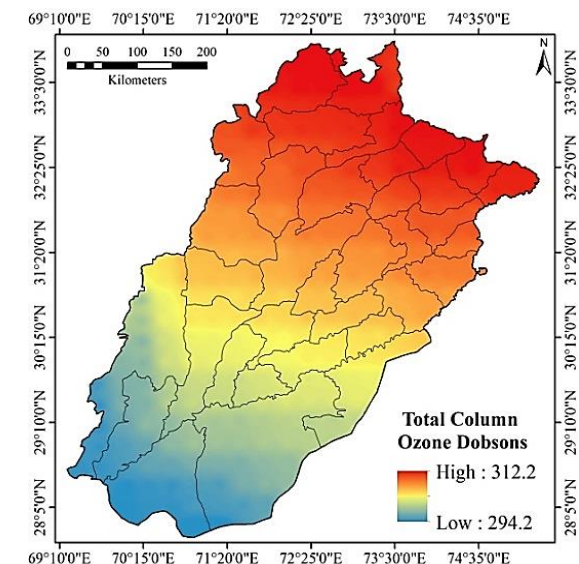 69°10'0"E 70°15'0"E 71°20'0"E 72°25'0"E 73°30'0"E 74°35'0"E
0 50 100 150 200
Kilometers
N
33°30'0"N
32°25'0"N
31°20'0"N
30°15'0"N
29°10'0"N
28°5'0"N
33°30'0"N
32°25'0"N
31°20'0"N
30°15'0"N
29°10'0"N
28°5'0"N
Total Column
Ozone Dobsons
High : 312.2
Low : 294.2
69°10'0"E 70°15'0"E 71°20'0"E 72°25'0"E 73°30'0"E 74°35'0"E